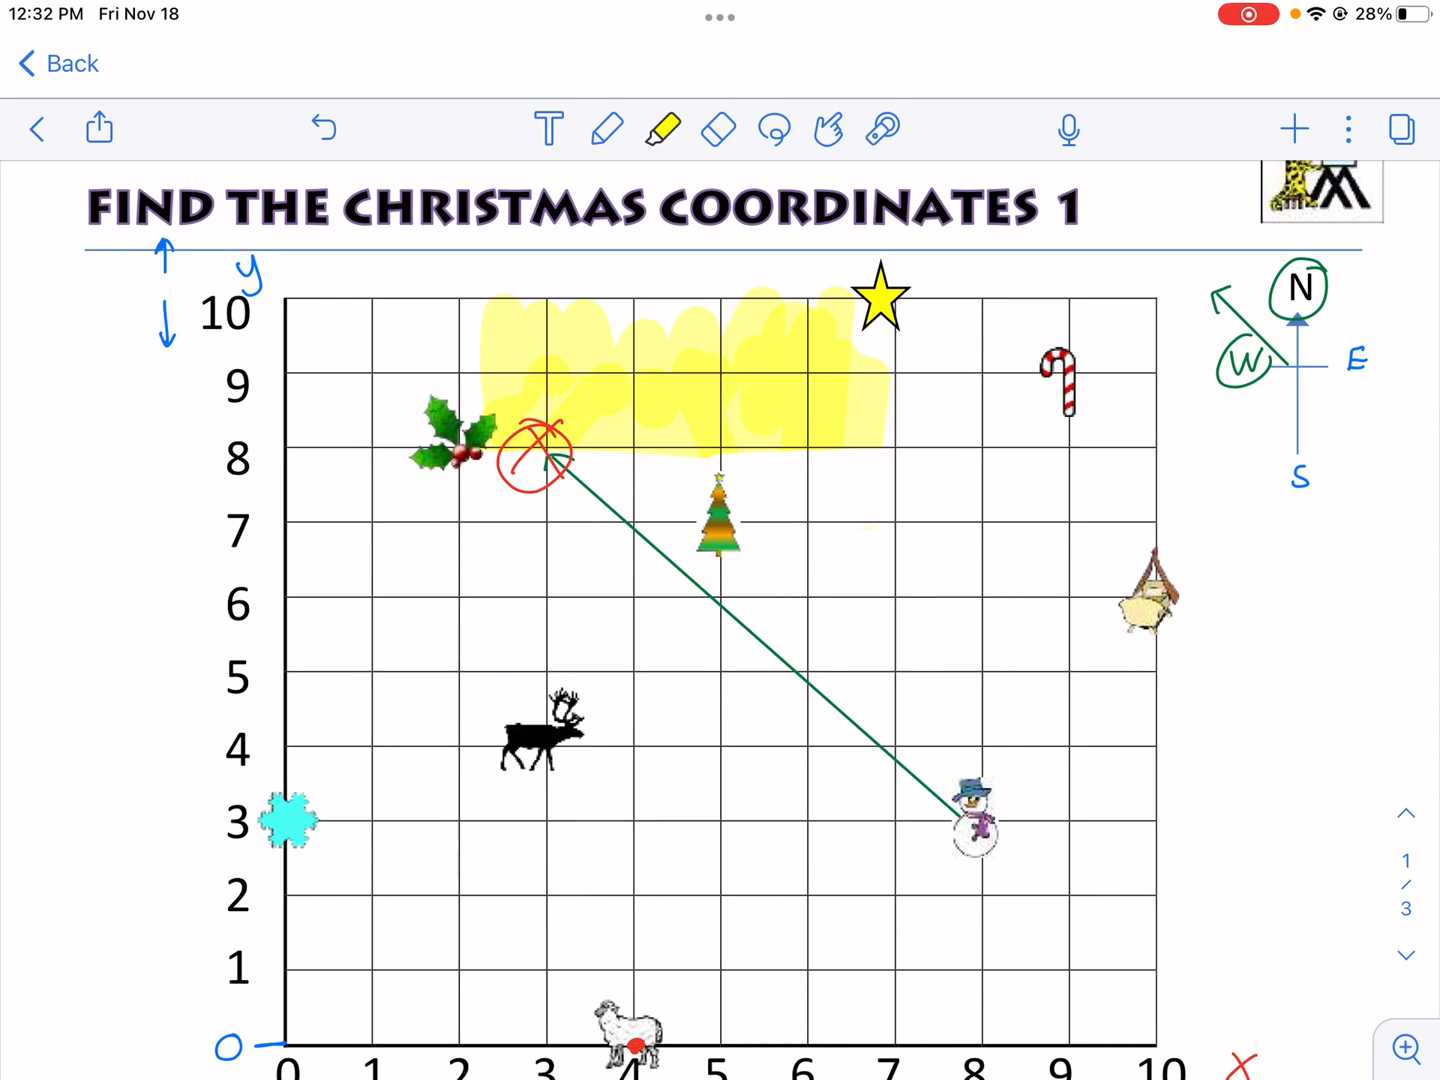 12:32 PM Fri Nov 18
28%
Back
T
FIND THE CHRISTMAS COORDINATES 1
y
10
9
8
7
6
5
4
3
2
1
0
0 1 2 3 4 5 6 7 8 9 10
x
N
W
E
S
1
/
3